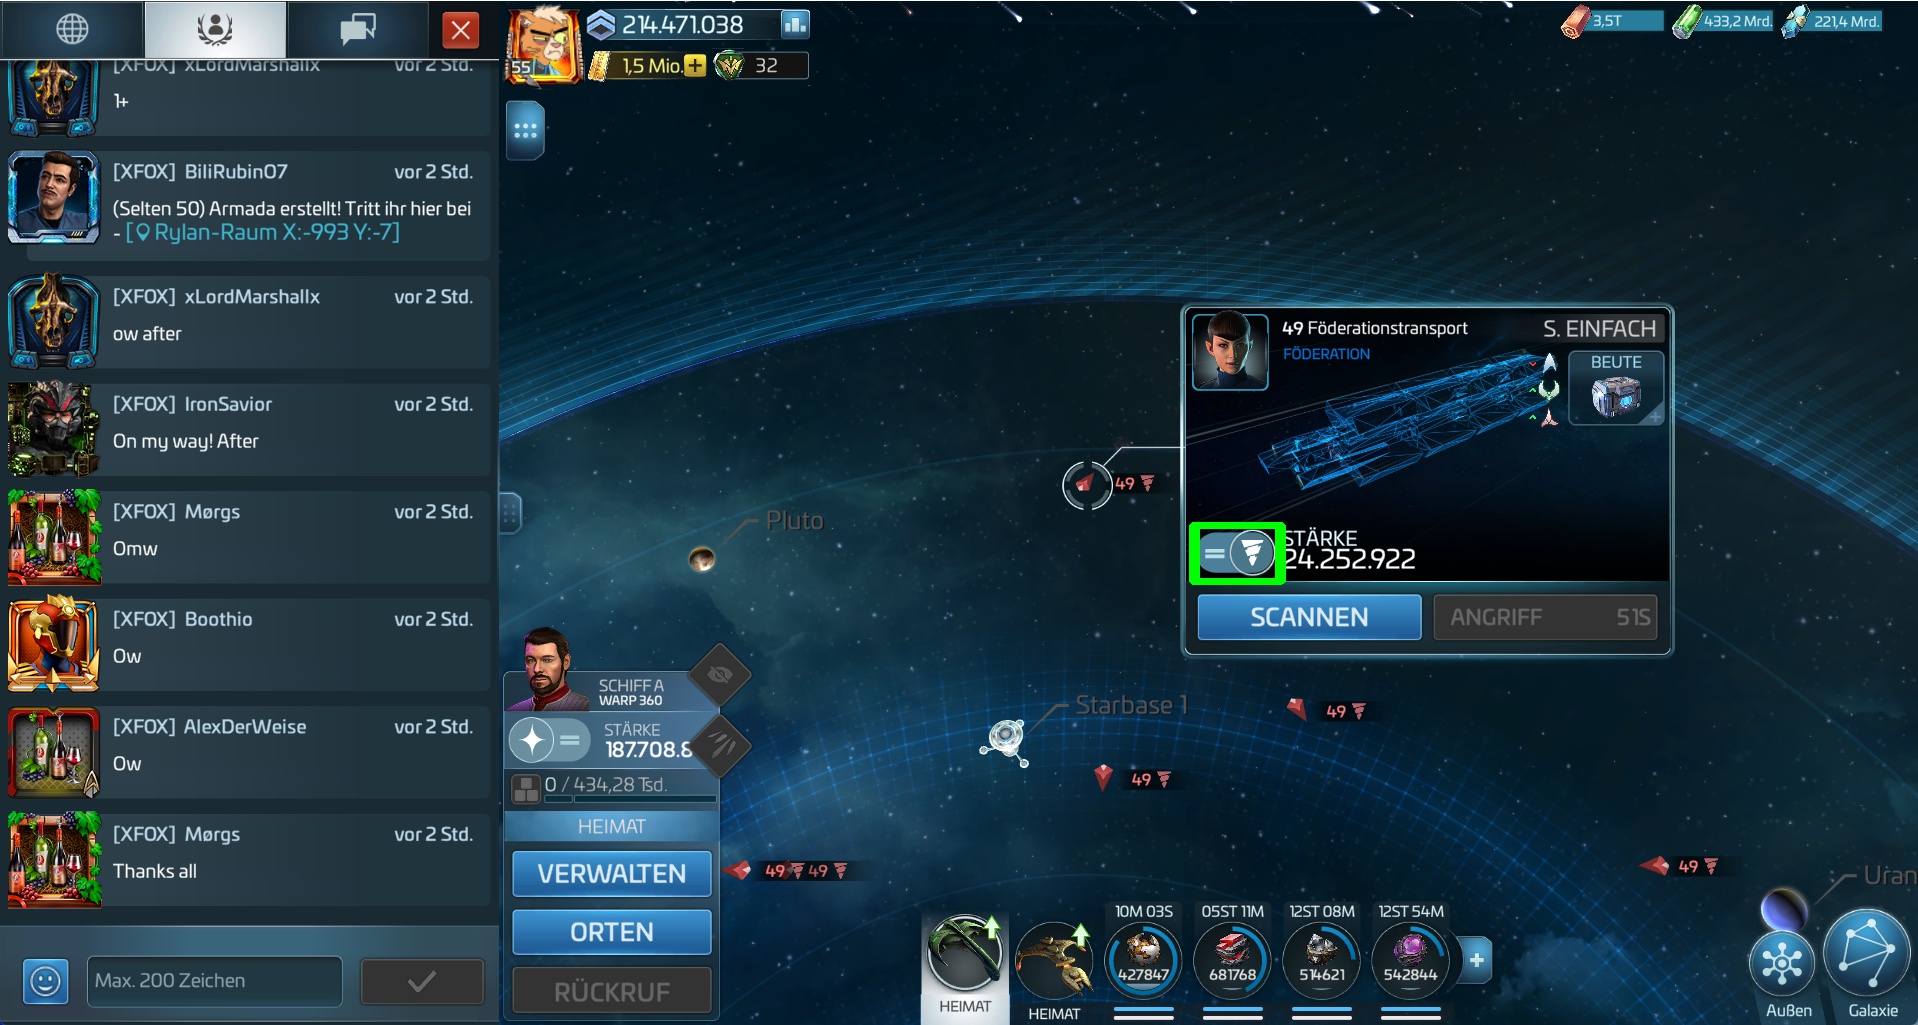 [XFOX] xLordMarshallx vor 2 Std.
1+
[XFOX] BiliRubin07 vor 2 Std.
(Selten 50) Armada erstellt! Tritt ihr hier bei
- [Rylan-Raum X:-993 Y:-7]
[XFOX] xLordMarshallx vor 2 Std.
ow after
[XFOX] IronSavior vor 2 Std.
On my way! After
[XFOX] Mørgs vor 2 Std.
Omw
[XFOX] Boothio vor 2 Std.
Ow
[XFOX] AlexDerWeise vor 2 Std.
Ow
[XFOX] Mørgs vor 2 Std.
Thanks all
Max. 200 Zeichen
55
214.471.038
1,5 Mio.
32
3,5T
433,2 Mrd.
221,4 Mrd.
49 Föderationstransport
S. EINFACH
FÖDERATION
BEUTE
STÄRKE
24.252.922
SCANNEN
ANGRIFF 51S
49
Pluto
Starbase 1
49
49
49 49
49
Uran
SCHIFF A
WARP 360
STÄRKE
187.708.8
0 / 434,28 Tsd.
HEIMAT
VERWALTEN
ORTEN
RÜCKRUF
HEIMAT
HEIMAT
10M 03S
427847
05ST 11M
681768
12ST 08M
514621
12ST 54M
542844
Außen
Galaxie